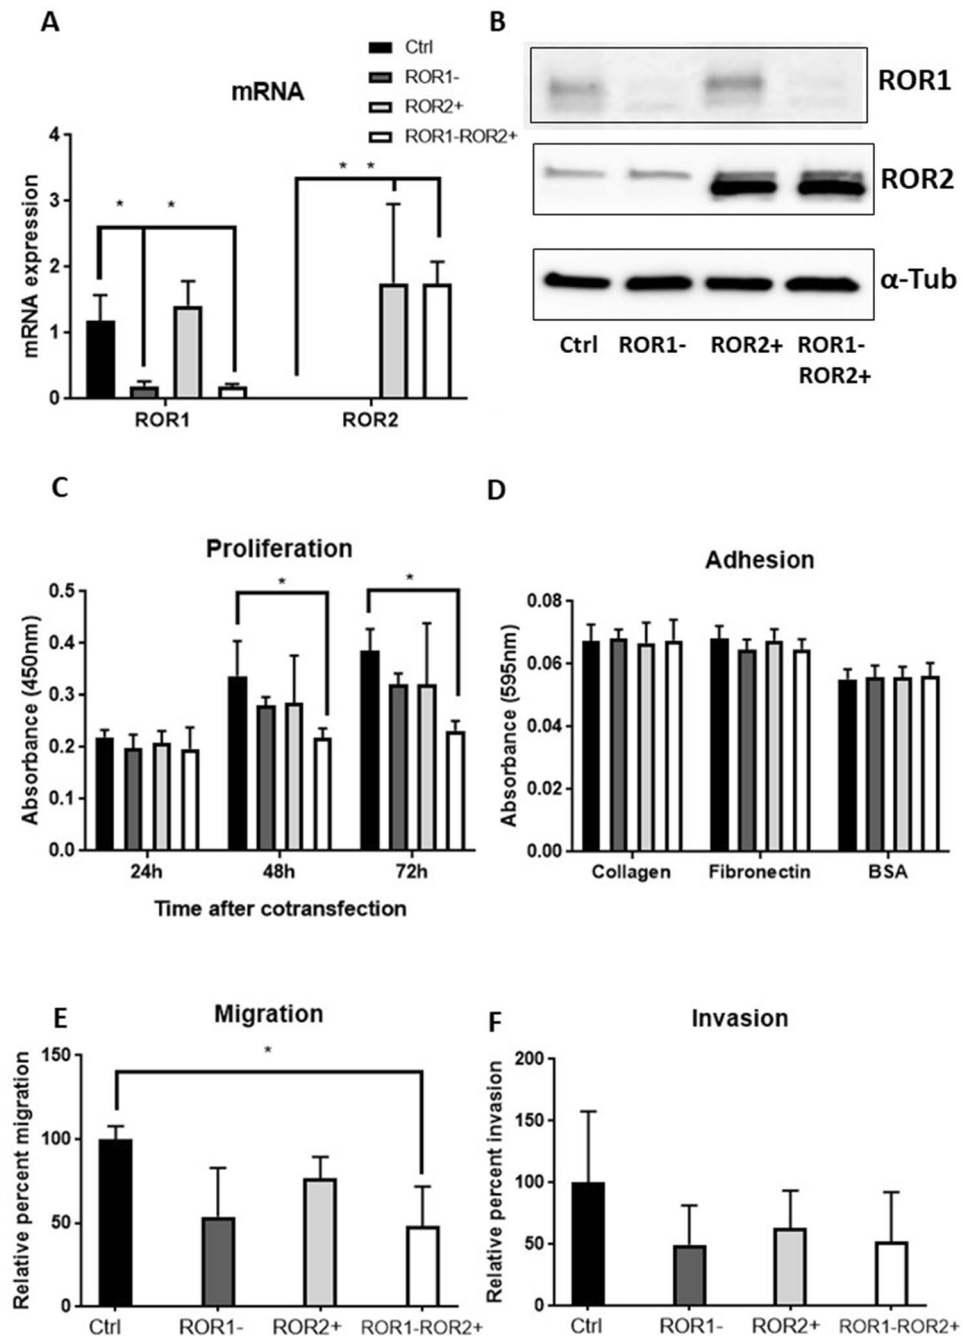 A
Ctrl
ROR1-
ROR2+
ROR1-ROR2+
mRNA
mRNA expression
4
3
2
1
0
* *
* *
ROR1
ROR2
B
ROR1
ROR2
α-Tub
Ctrl ROR1- ROR2+ ROR1-
ROR2+
C
Proliferation
Absorbance (450nm)
0.5
0.4
0.3
0.2
0.1
0.0
*
*
24h 48h 72h
Time after cotransfection
D
Adhesion
Absorbance (595nm)
0.08
0.06
0.04
0.02
0.00
Collagen Fibronectin BSA
E
Migration
Relative percent migration
150
100
50
0
*
Ctrl ROR1- ROR2+ ROR1-ROR2+
F
Invasion
Relative percent invasion
200
150
100
50
0
Ctrl ROR1- ROR2+ ROR1-ROR2+